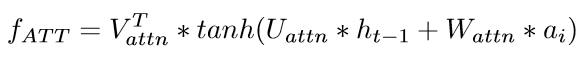 f_{ATT} = V_{attn}^{T} * tanh(U_{attn} * h_{t-1} + W_{attn} * a_i)